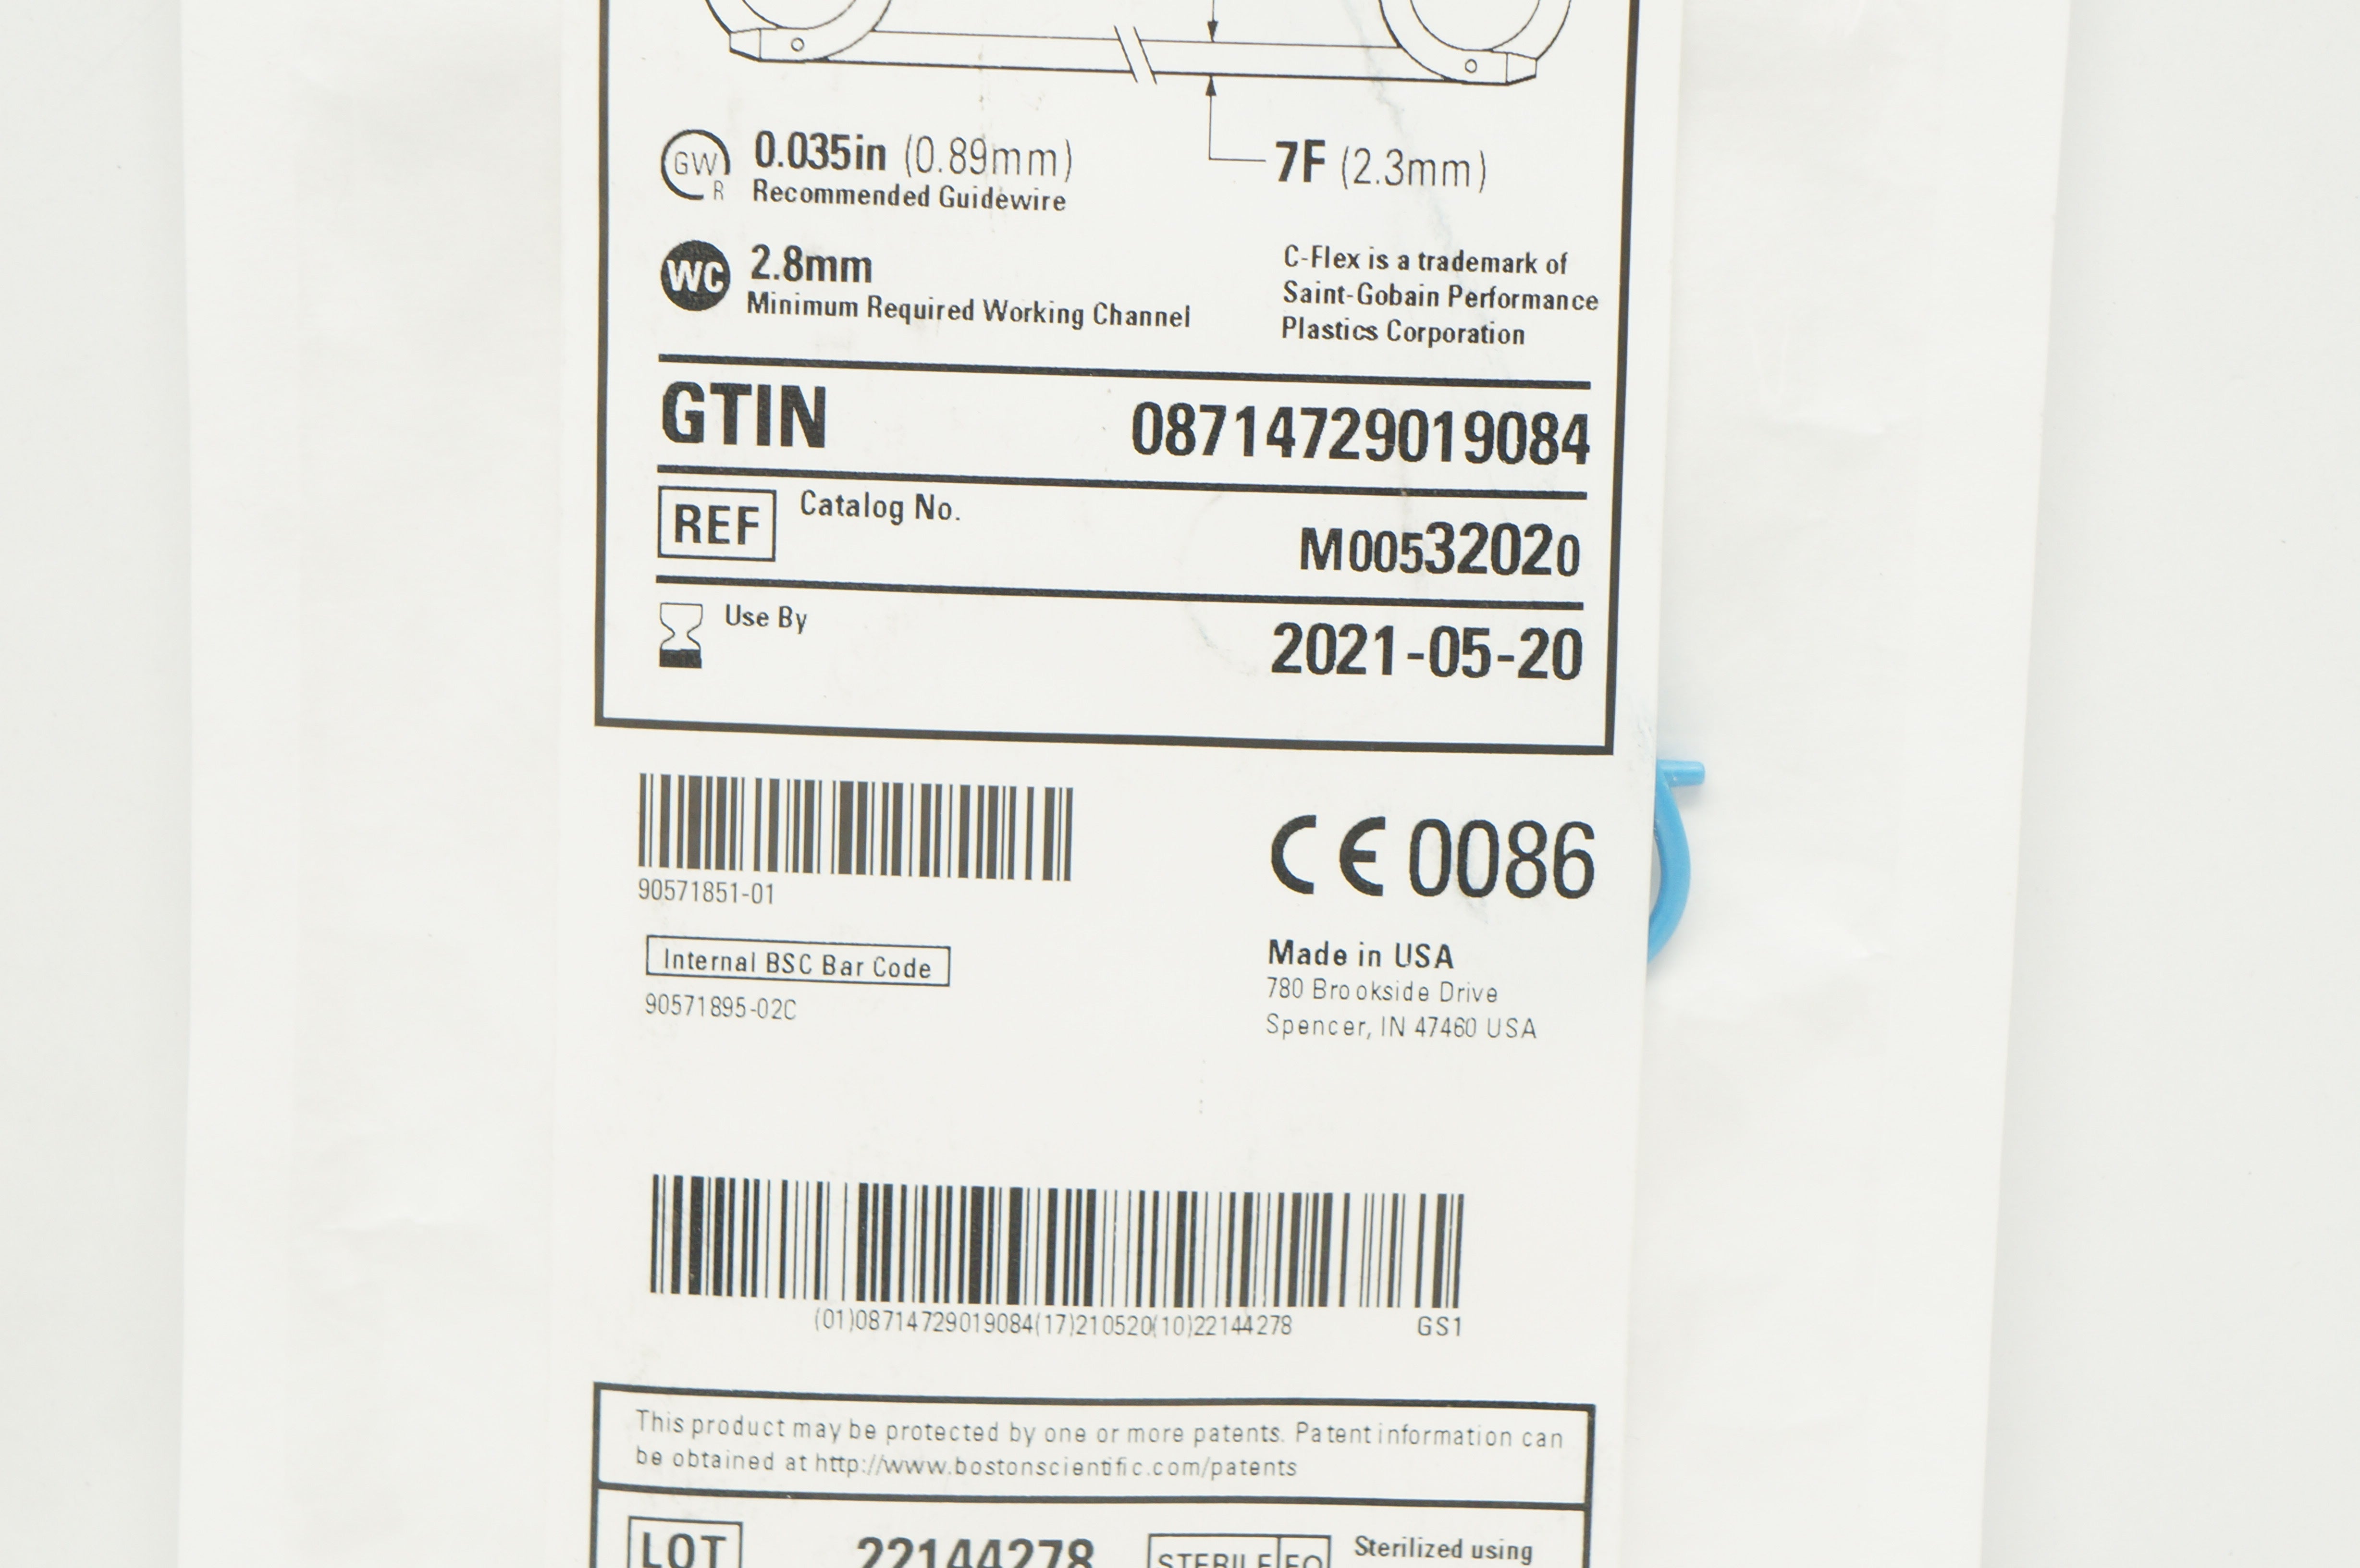 GW R 0.035in (0.89mm)
Recommended Guidewire
7F (2.3mm)
WC 2.8mm
Minimum Required Working Channel
C-Flex is a trademark of
Saint-Gobain Performance
Plastics Corporation
GTIN 08714729019084
REF Catalog No. M0053202020
Use By 2021-05-20
90571851-01
CE 0086
Internal BSC Bar Code
90571895-02C
Made in USA
780 Brookside Drive
Spencer, IN 47460 USA
(01)08714729019084(17)210520(10)22144278 GS1
This product may be protected by one or more patents. Patent information can
be obtained at http://www.bostonscientific.com/patents
LOT 22144278 STERILE EO Sterilized using